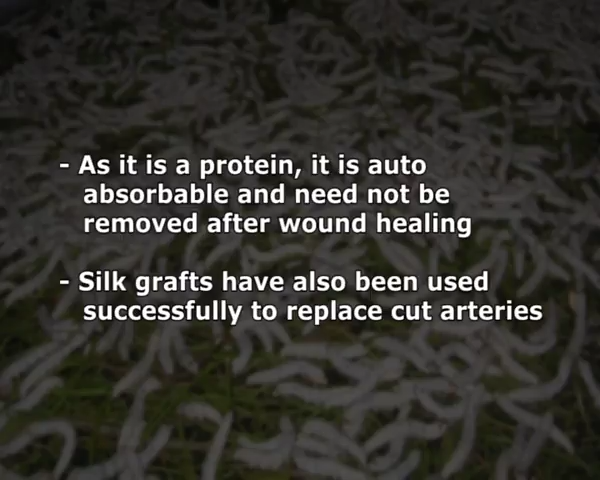 - As it is a protein, it is auto
absorbable and need not be
removed after wound healing
- Silk grafts have also been used
successfully to replace cut arteries